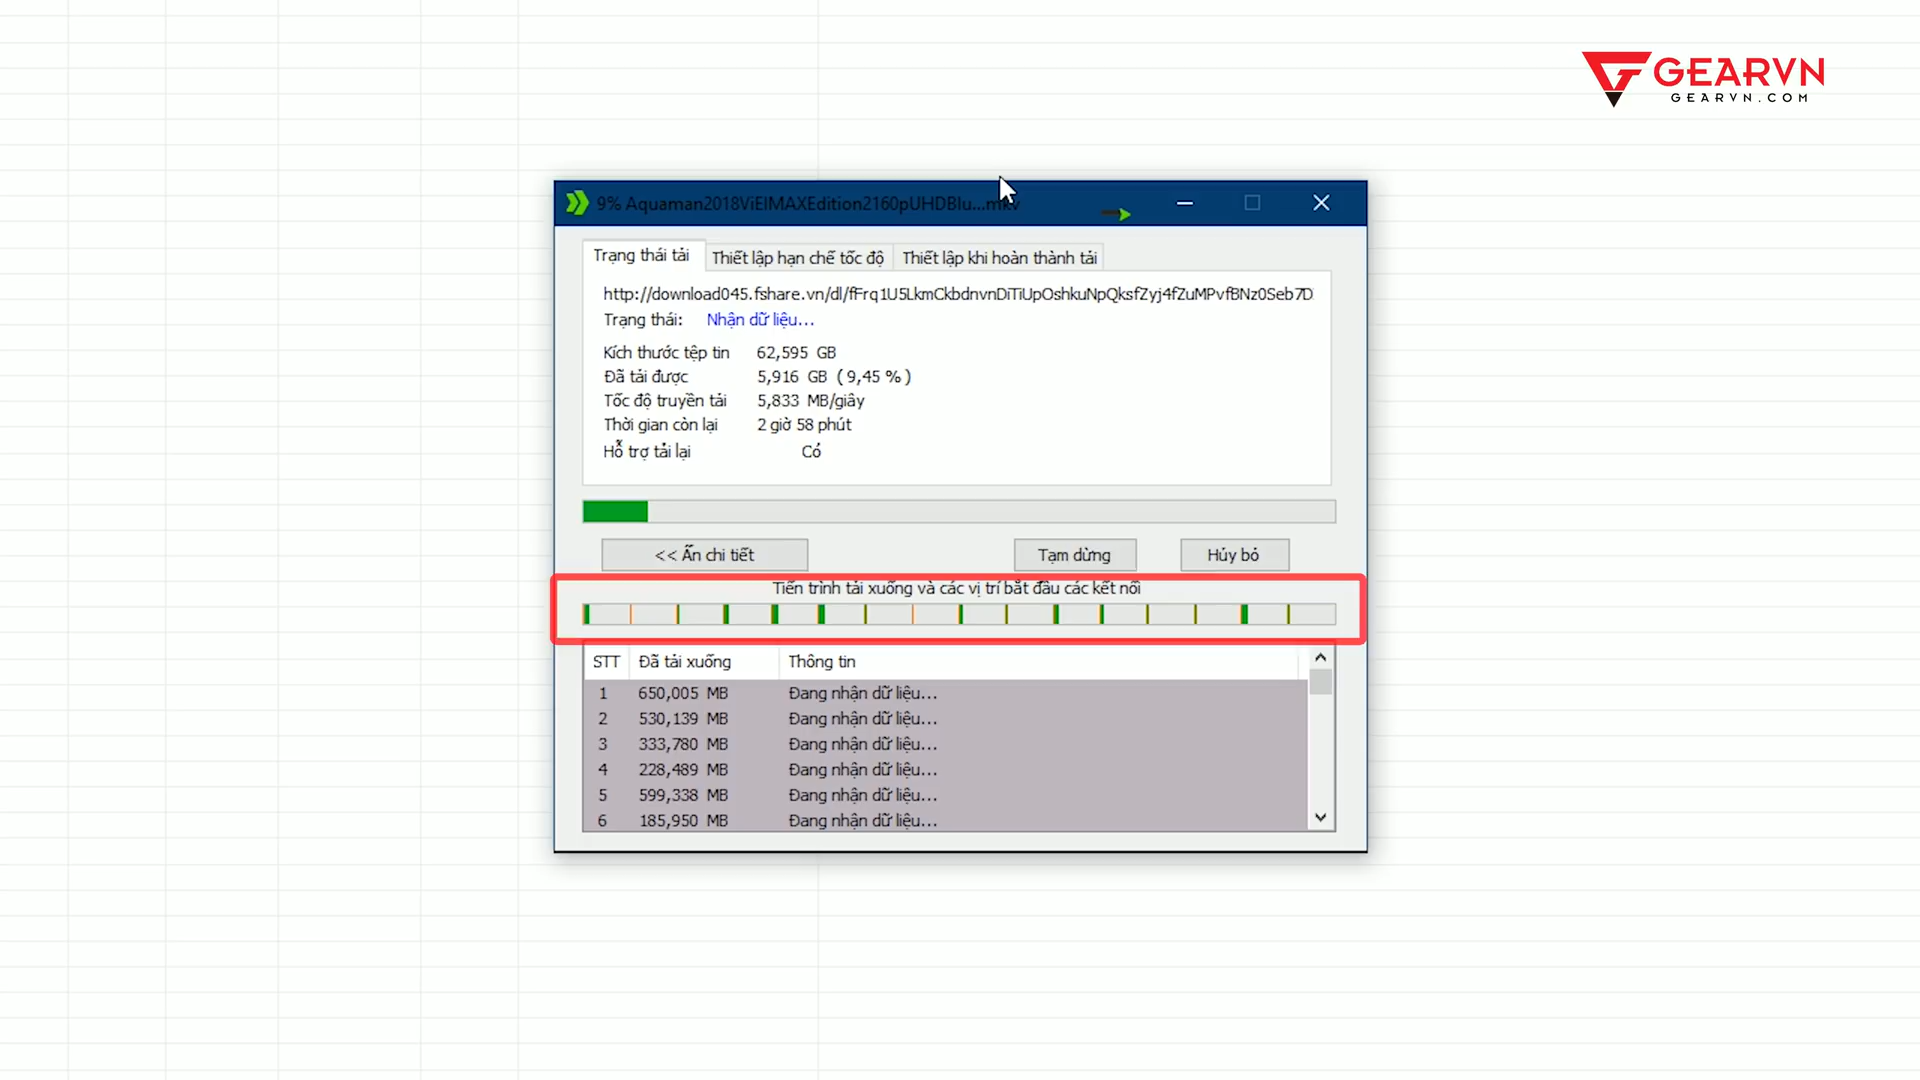 GEARVN
GEARVN.COM
9% Aquaman2018ViEIMAXEdition2160pUHDBlu...mkv
Trạng thái tải
Thiết lập hạn chế tốc độ
Thiết lập khi hoàn thành tải
http://download045.fshare.vn/dl/fFrq1U5LkmCkbdnvnDiTiUpOshkuNpQksfZyj4fZuMPvfBNz0Seb7D
Trạng thái: Nhận dữ liệu...
Kích thước tệp tin 62,595 GB
Đã tải được 5,916 GB ( 9,45 % )
Tốc độ truyền tải 5,833 MB/giây
Thời gian còn lại 2 giờ 58 phút
Hỗ trợ tải lại Có
<< Ẩn chi tiết
Tạm dừng
Hủy bỏ
Tiến trình tải xuống và các vị trí bắt đầu các kết nối
STT Đã tải xuống Thông tin
1 650,005 MB Đang nhận dữ liệu...
2 530,139 MB Đang nhận dữ liệu...
3 333,780 MB Đang nhận dữ liệu...
4 228,489 MB Đang nhận dữ liệu...
5 599,338 MB Đang nhận dữ liệu...
6 185,950 MB Đang nhận dữ liệu...